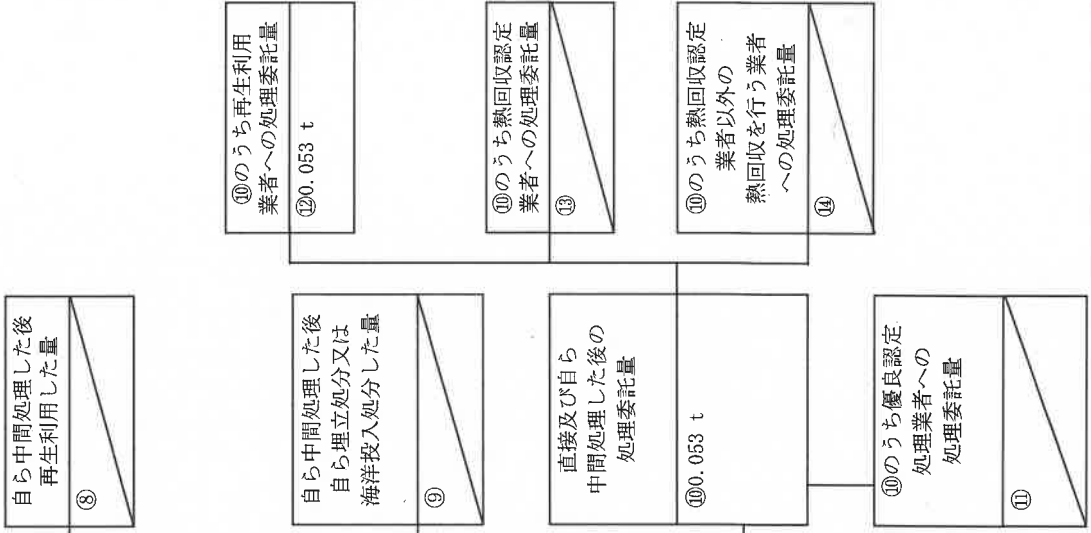 自ら中間処理した後
再生利用した量
⑧
自ら中間処理した後
自ら埋立処分又は
海洋投入処分した量
⑨
直接及び自ら
中間処理した後の
処理委託量
⑩0.053 t
⑩のうち優良認定
処理業者への
処理委託量
⑪
⑩のうち再生利用
業者への処理委託量
⑫0.053 t
⑩のうち熱回収認定
業者への処理委託量
⑬
⑩のうち熱回収認定
業者以外の
熱回収を行う業者
への処理委託量
⑭